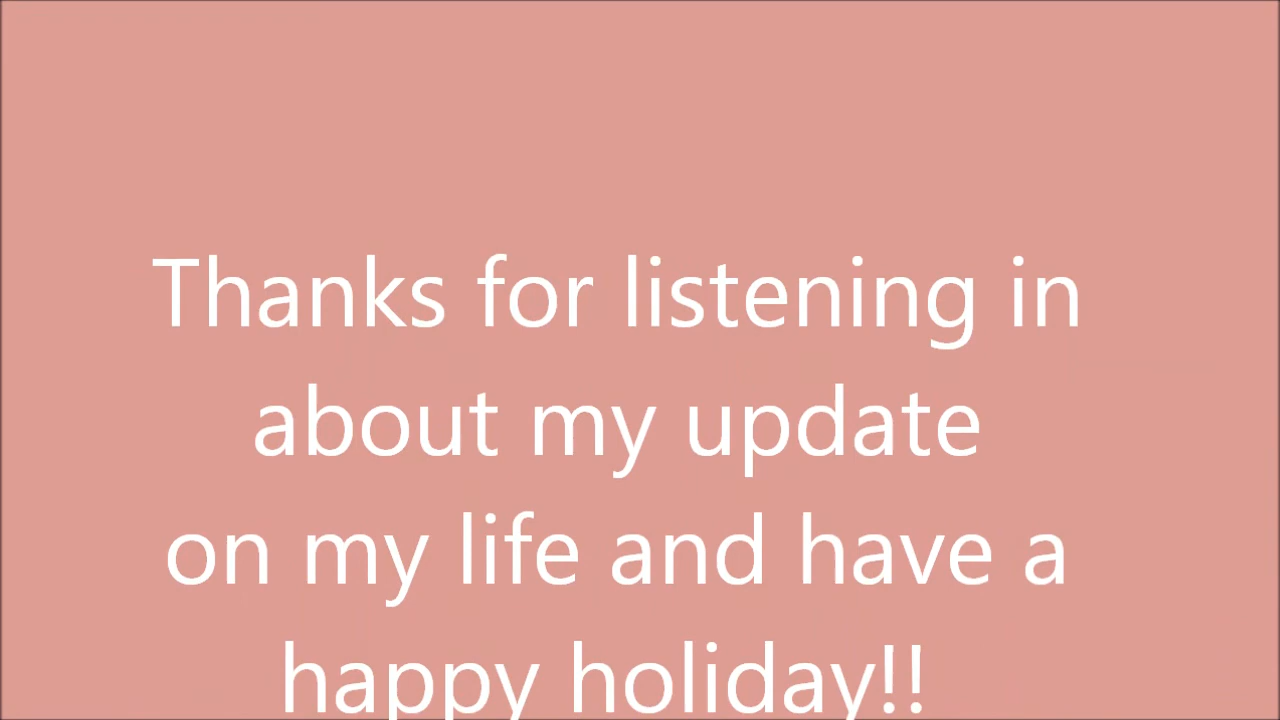 Thanks for listening in
about my update
on my life and have a
happy holiday!!